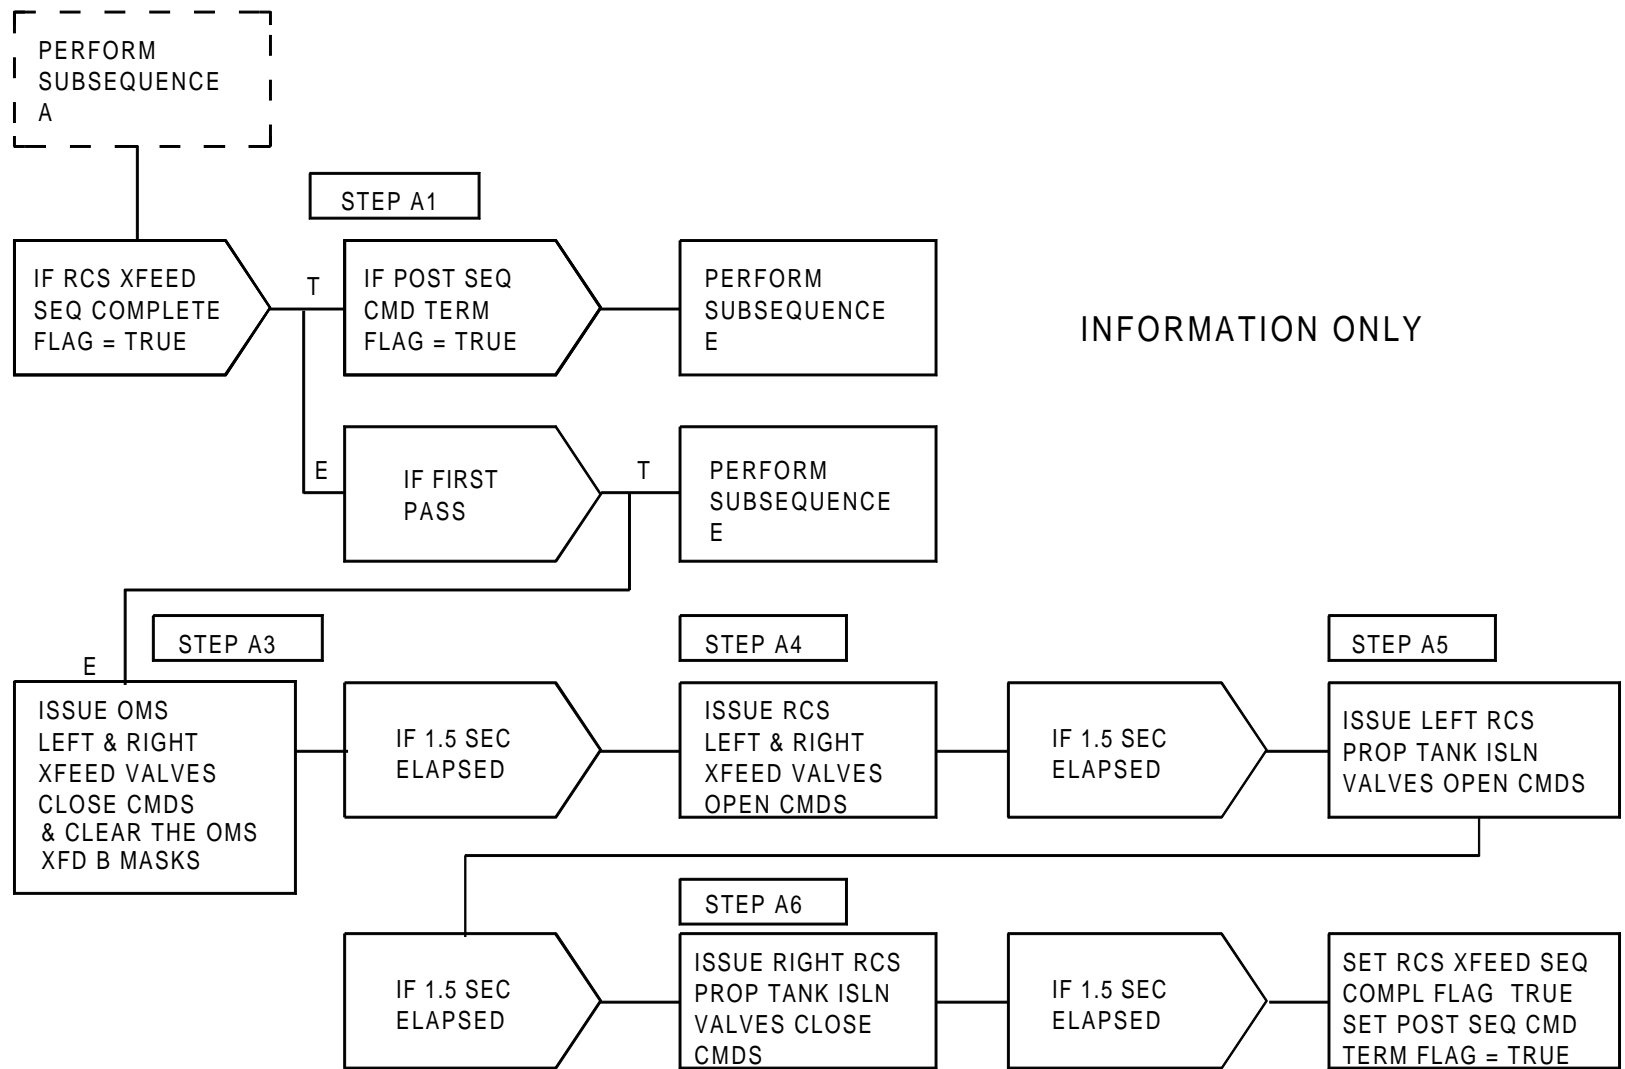 PERFORM
SUBSEQUENCE
A
STEP A1
IF RCS XFEED
SEQ COMPLETE
FLAG = TRUE
T
IF POST SEQ
CMD TERM
FLAG = TRUE
PERFORM
SUBSEQUENCE
E
INFORMATION ONLY
E
IF FIRST
PASS
T
PERFORM
SUBSEQUENCE
E
STEP A3
STEP A4
STEP A5
E
ISSUE OMS
LEFT & RIGHT
XFEED VALVES
CLOSE CMDS
& CLEAR THE OMS
XFD B MASKS
IF 1.5 SEC
ELAPSED
ISSUE RCS
LEFT & RIGHT
XFEED VALVES
OPEN CMDS
IF 1.5 SEC
ELAPSED
ISSUE LEFT RCS
PROP TANK ISLN
VALVES OPEN CMDS
STEP A6
IF 1.5 SEC
ELAPSED
ISSUE RIGHT RCS
PROP TANK ISLN
VALVES CLOSE
CMDS
IF 1.5 SEC
ELAPSED
SET RCS XFEED SEQ
COMPL FLAG TRUE
SET POST SEQ CMD
TERM FLAG = TRUE